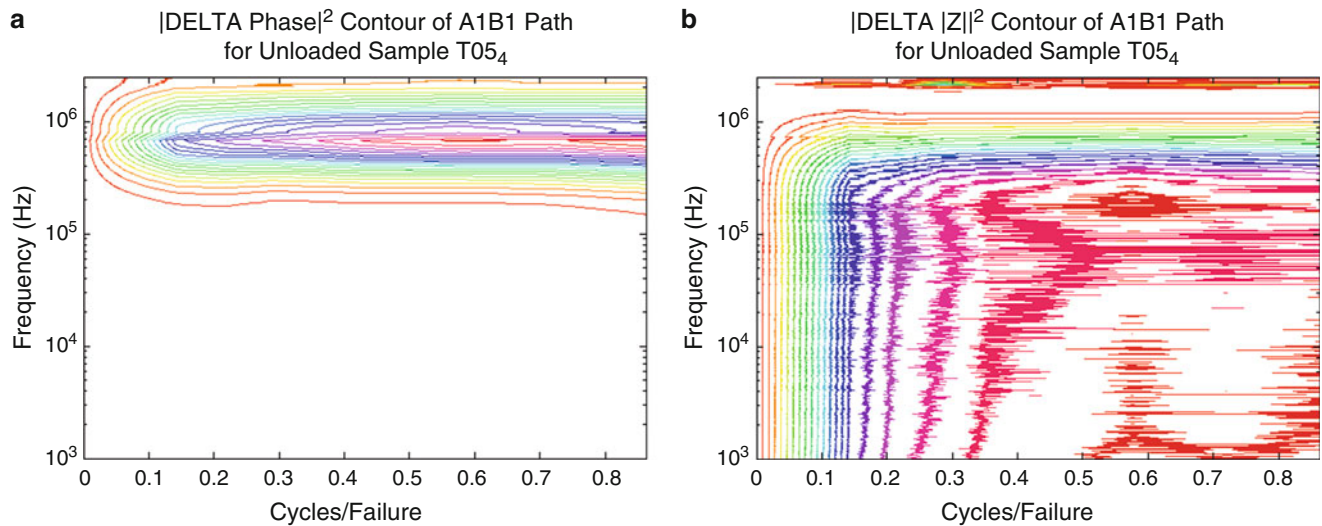 a
|DELTA Phase|² Contour of A1B1 Path
for Unloaded Sample T05₄
Frequency (Hz)
10⁶
10⁵
10⁴
10³
0 0.1 0.2 0.3 0.4 0.5 0.6 0.7 0.8
Cycles/Failure
b
|DELTA |Z||² Contour of A1B1 Path
for Unloaded Sample T05₄
Frequency (Hz)
10⁶
10⁵
10⁴
10³
0 0.1 0.2 0.3 0.4 0.5 0.6 0.7 0.8
Cycles/Failure